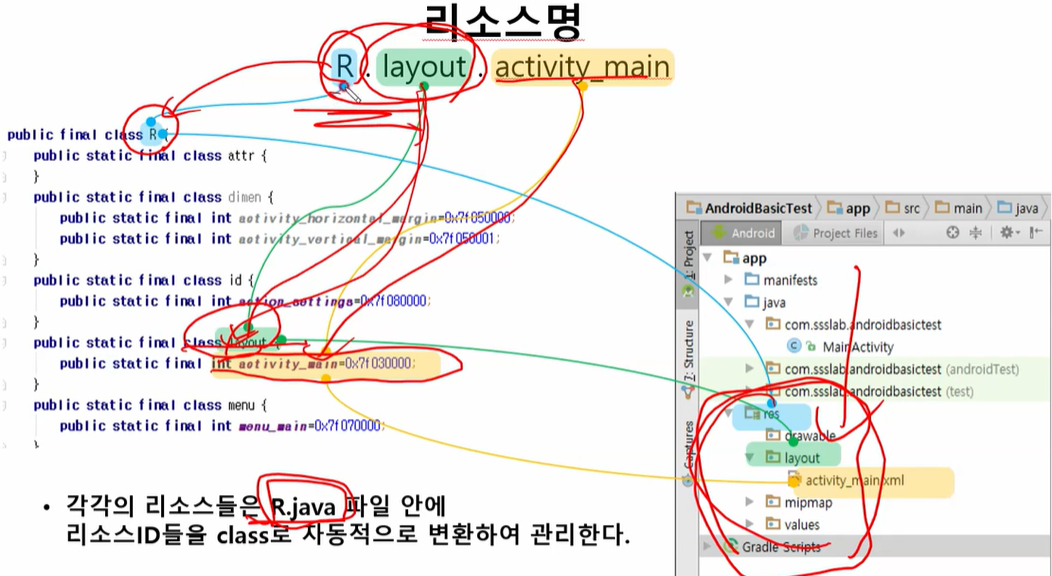 리소스명
R . layout . activity_main
public final class R {
public static final class attr {
}
public static final class dimen {
public static final int activity_horizontal_margin=0x7f050000;
public static final int activity_vertical_margin=0x7f050001;
}
public static final class id {
public static final int action_settings=0x7f080000;
}
public static final class layout {
public static final int activity_main=0x7f030000;
}
public static final class menu {
public static final int menu_main=0x7f070000;
}
• 각각의 리소스들은 R.java 파일 안에
리소스ID들을 class로 자동적으로 변환하여 관리한다.
AndroidBasicTest app src main java
Android Project Files
1: Project
7: Structure
Captures
app
manifests
java
com.ssslab.androidbasictest
C MainActivity
com.ssslab.androidbasictest (androidTest)
com.ssslab.androidbasictest (test)
res
drawable
layout
activity_main.xml
mipmap
values
Gradle Scripts